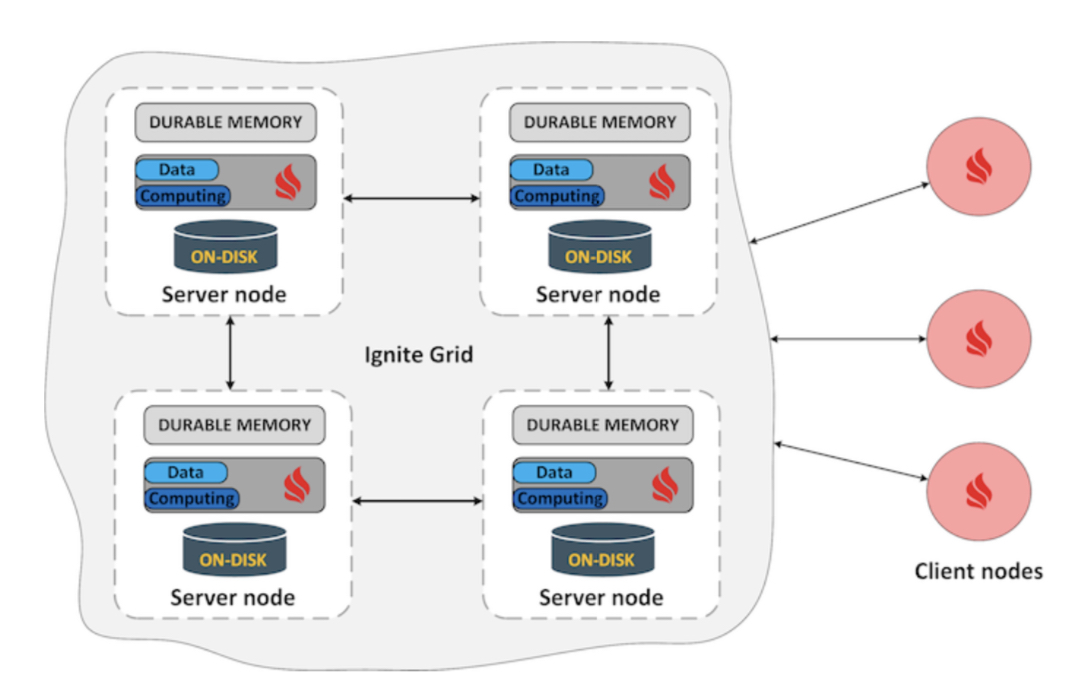 DURABLE MEMORY
Data
Computing
ON-DISK
Server node
DURABLE MEMORY
Data
Computing
ON-DISK
Server node
Ignite Grid
DURABLE MEMORY
Data
Computing
ON-DISK
Server node
DURABLE MEMORY
Data
Computing
ON-DISK
Server node
Client nodes